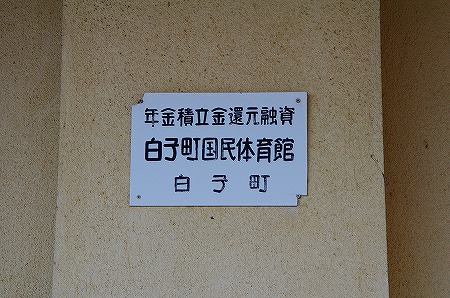 年金積立金還元融資
白子町国民体育館
白子町